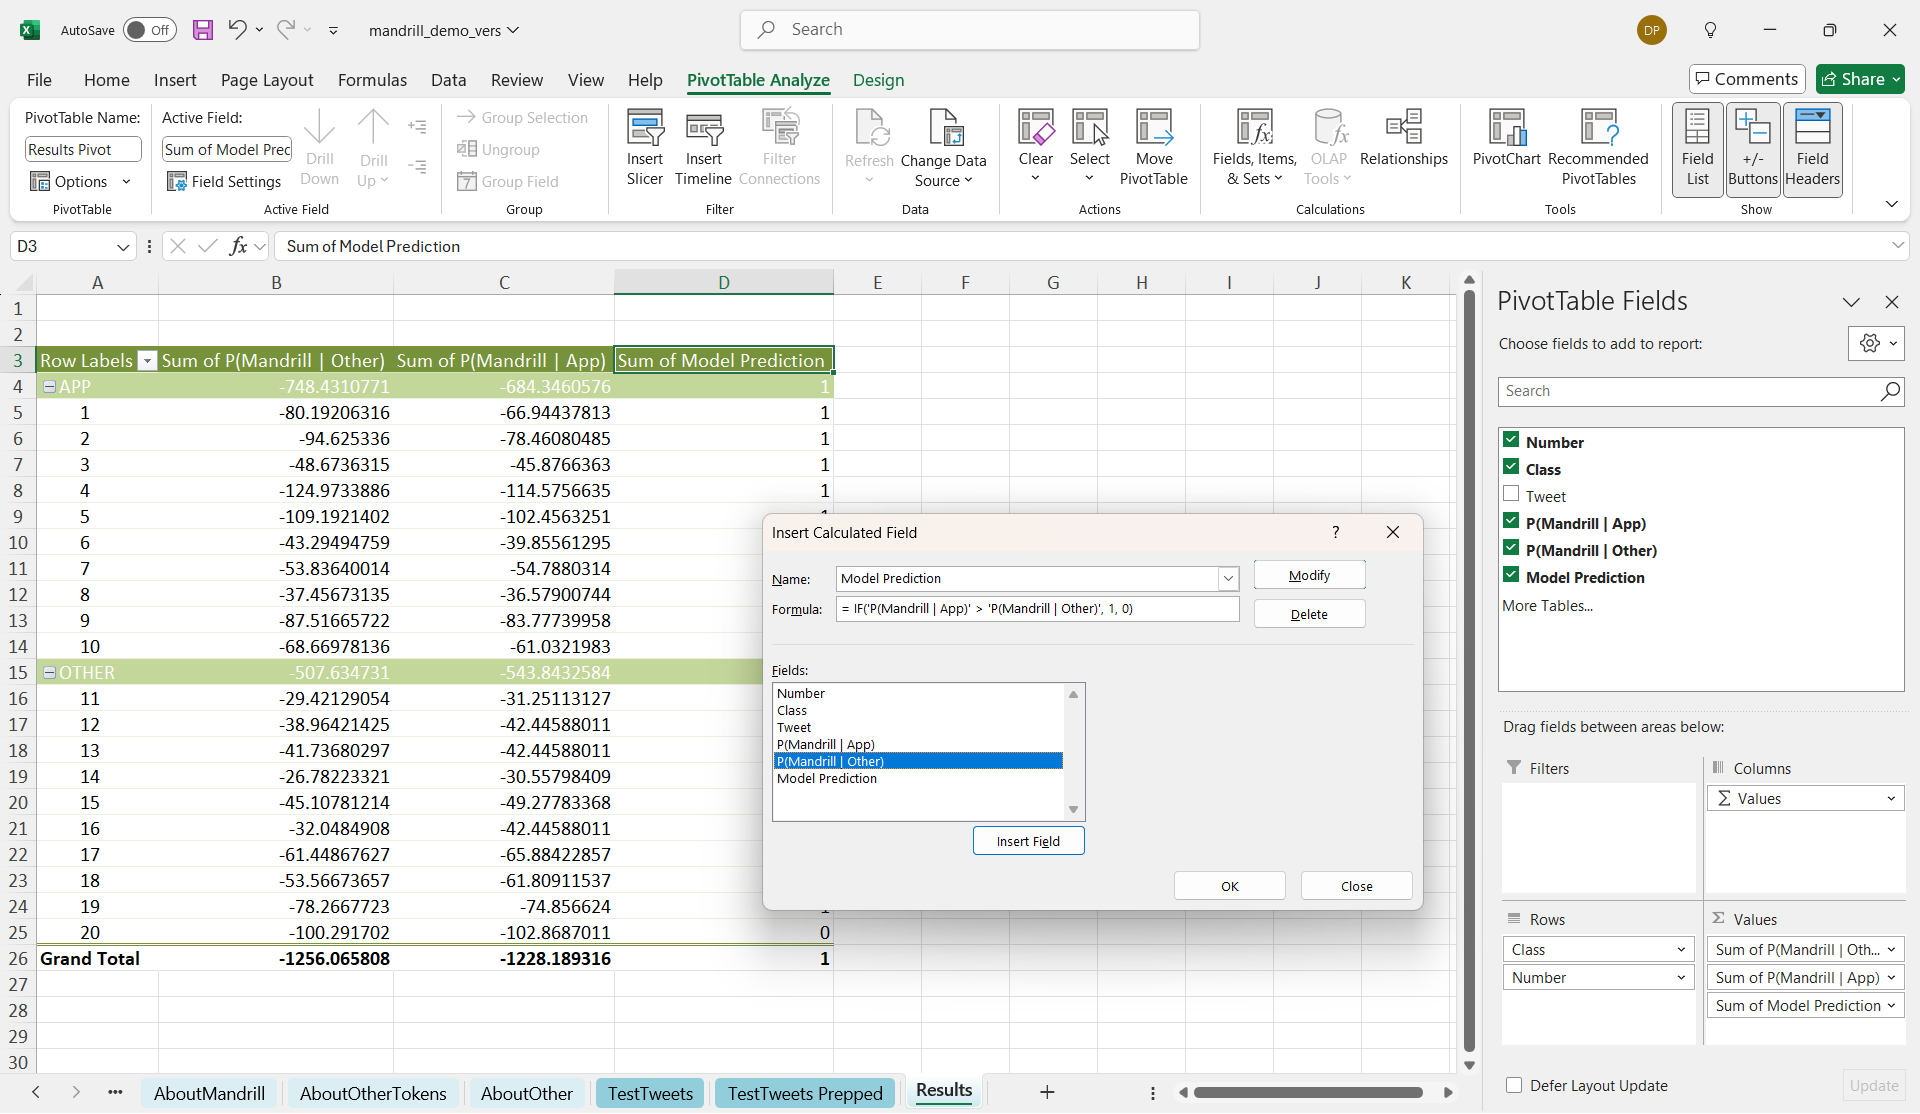 AutoSave Off mandrill_demo_vers Search DP
File Home Insert Page Layout Formulas Data Review View Help PivotTable Analyze Design Comments Share
PivotTable Name:
Results Pivot
Options
PivotTable
Active Field:
Sum of Model Prec
Field Settings
Drill Down
Drill Up
Active Field
Group Selection
Ungroup
Group Field
Group
Insert Slicer
Insert Timeline
Filter Connections
Filter
Refresh
Change Data Source
Data
Clear
Select
Move PivotTable
Actions
Fields, Items, & Sets
OLAP Tools
Relationships
Calculations
PivotChart
Recommended PivotTables
Tools
Field List
+/- Buttons
Field Headers
Show
D3 fx Sum of Model Prediction
A B C D E F G H I J K
1
2
3 Row Labels Sum of P(Mandrill | Other) Sum of P(Mandrill | App) Sum of Model Prediction
4 APP -748.4310771 -684.3460576 1
5 1 -80.19206316 -66.94437813 1
6 2 -94.625336 -78.46080485 1
7 3 -48.6736315 -45.8766363 1
8 4 -124.9733886 -114.5756635 1
9 5 -109.1921402 -102.4563251
10 6 -43.29494759 -39.85561295
11 7 -53.83640014 -54.7880314
12 8 -37.45673135 -36.57900744
13 9 -87.51665722 -83.77739958
14 10 -68.66978136 -61.0321983
15 OTHER -507.634731 -543.8432584
16 11 -29.42129054 -31.25113127
17 12 -38.96421425 -42.44588011
18 13 -41.73680297 -42.44588011
19 14 -26.78223321 -30.55798409
20 15 -45.10781214 -49.27783368
21 16 -32.0484908 -42.44588011
22 17 -61.44867627 -65.88422857
23 18 -53.56673657 -61.80911537
24 19 -78.2667723 -74.856624
25 20 -100.291702 -102.8687011 0
26 Grand Total -1256.065808 -1228.189316 1
27
28
29
30
Insert Calculated Field ?
Name: Model Prediction Modify
Formula: = IF('P(Mandrill | App)' > 'P(Mandrill | Other)', 1, 0) Delete
Fields:
Number
Class
Tweet
P(Mandrill | App)
P(Mandrill | Other)
Model Prediction
Insert Field
OK Close
PivotTable Fields
Choose fields to add to report:
Search
Number
Class
Tweet
P(Mandrill | App)
P(Mandrill | Other)
Model Prediction
More Tables...
Drag fields between areas below:
Filters
Columns
Σ Values
Rows
Class
Number
Σ Values
Sum of P(Mandrill | Oth...
Sum of P(Mandrill | App)
Sum of Model Prediction
Defer Layout Update Update
... AboutMandrill AboutOtherTokens AboutOther TestTweets TestTweets Prepped Results +